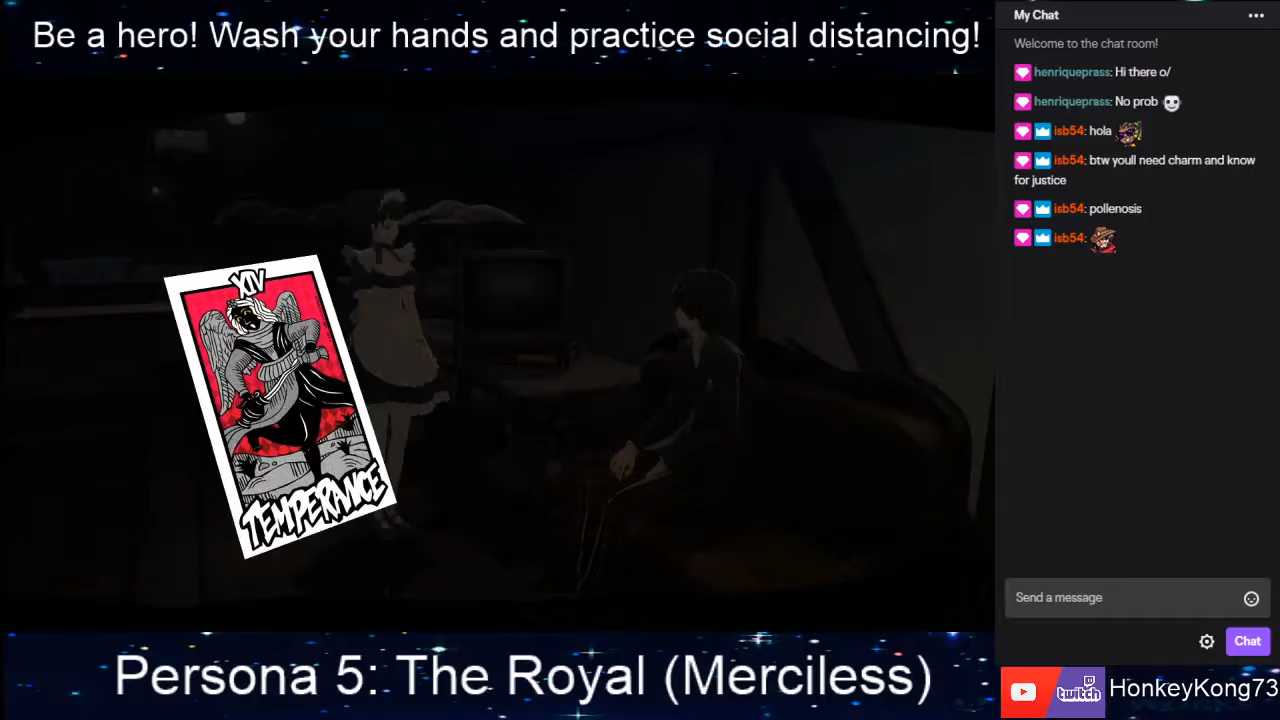 Be a hero! Wash your hands and practice social distancing!
XIV
TEMPERANCE
Persona 5: The Royal (Merciless)
My Chat
Welcome to the chat room!
henriqueprass: Hi there o/
henriqueprass: No prob
isb54: hola
isb54: btw youll need charm and know
for justice
isb54: pollenosis
isb54:
Send a message
Chat
twitch HonkeyKong73